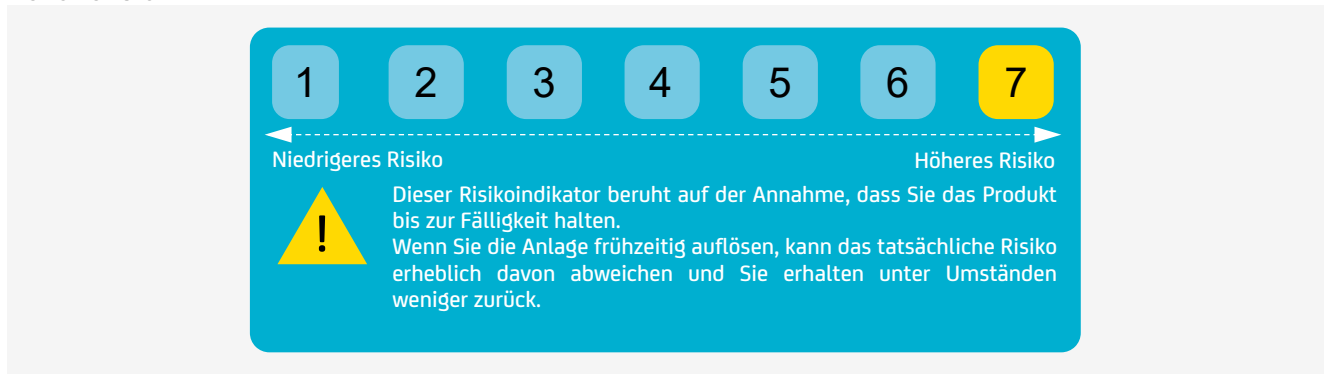 1 2 3 4 5 6 7
Niedrigeres Risiko Höheres Risiko
!
Dieser Risikoindikator beruht auf der Annahme, dass Sie das Produkt
bis zur Fälligkeit halten.
Wenn Sie die Anlage frühzeitig auflösen, kann das tatsächliche Risiko
erheblich davon abweichen und Sie erhalten unter Umständen
weniger zurück.